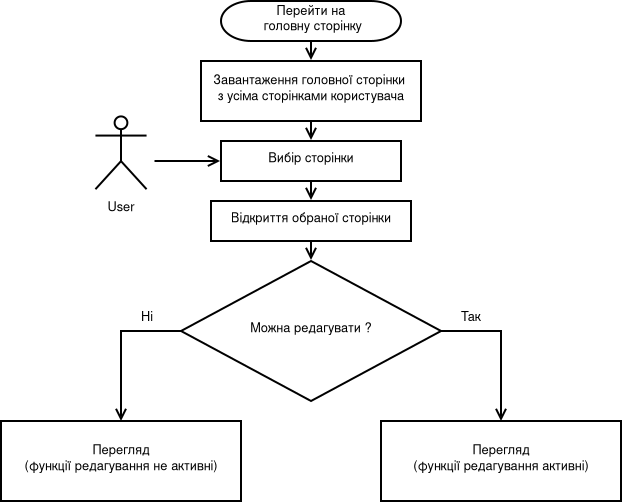 Перейти на
головну сторінку
Завантаження головної сторінки
з усіма сторінками користувача
Вибір сторінки
User
Відкриття обраної сторінки
Можна редагувати ?
Ні
Так
Перегляд
(функції редагування не активні)
Перегляд
(функції редагування активні)